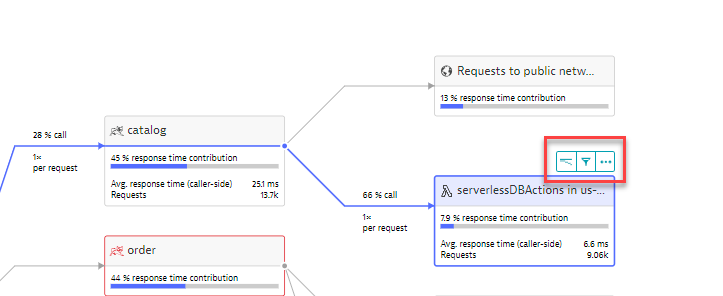 Requests to public netw...
13 % response time contribution
28 % call
1×
per request
catalog
45 % response time contribution
Avg. response time (caller-side) 25.1 ms
Requests 13.7k
66 % call
1×
per request
serverlessDBActions in us-...
7.9 % response time contribution
Avg. response time (caller-side) 6.6 ms
Requests 9.06k
order
44 % response time contribution